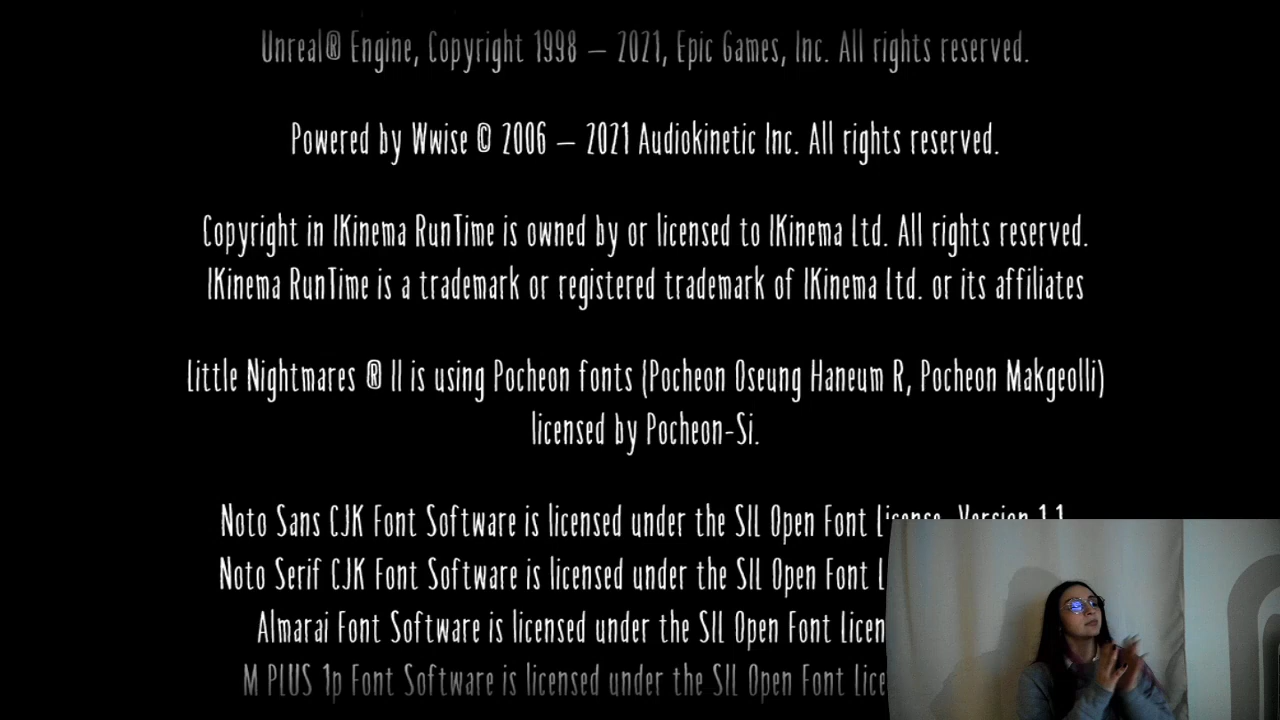 Unreal® Engine, Copyright 1998 – 2021, Epic Games, Inc. All rights reserved.
Powered by Wwise © 2006 – 2021 Audiokinetic Inc. All rights reserved.
Copyright in IKinema RunTime is owned by or licensed to IKinema Ltd. All rights reserved.
IKinema RunTime is a trademark or registered trademark of IKinema Ltd. or its affiliates
Little Nightmares ® II is using Pocheon fonts (Pocheon Oseung Haneum R, Pocheon Makgeolli)
licensed by Pocheon-Si.
Noto Sans CJK Font Software is licensed under the SIL Open Font License, Version 1.1
Noto Serif CJK Font Software is licensed under the SIL Open Font
Almarai Font Software is licensed under the SIL Open Font
M PLUS 1p Font Software is licensed under the SIL Open Font